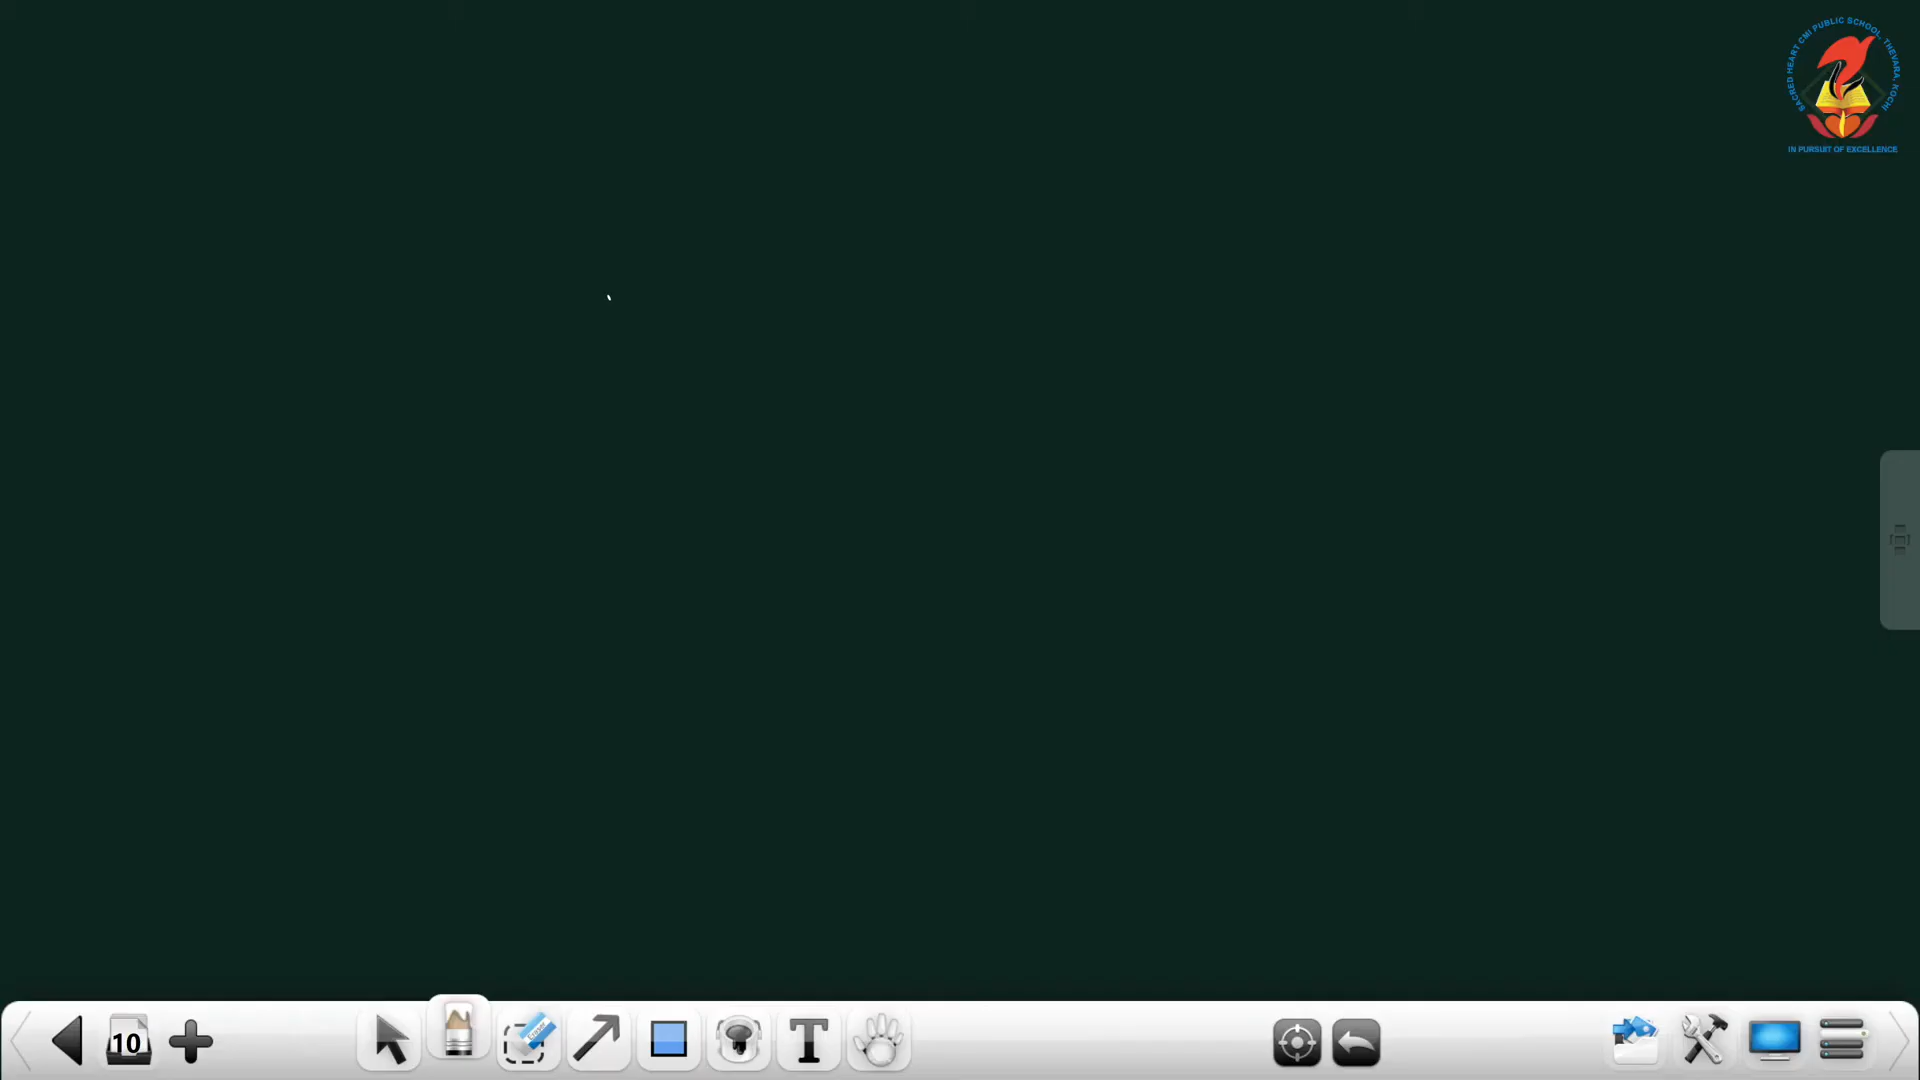 SACRED HEART CMI PUBLIC SCHOOL, THEVARA, KOCHI
IN PURSUIT OF EXCELLENCE
10
T